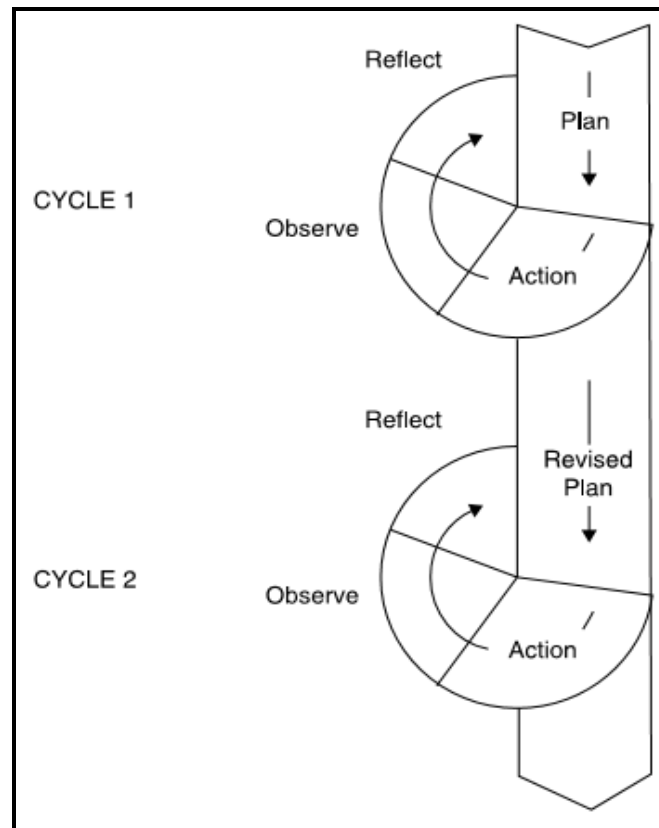 Reflect
Plan
CYCLE 1
Observe
Action
Reflect
Revised
Plan
CYCLE 2
Observe
Action